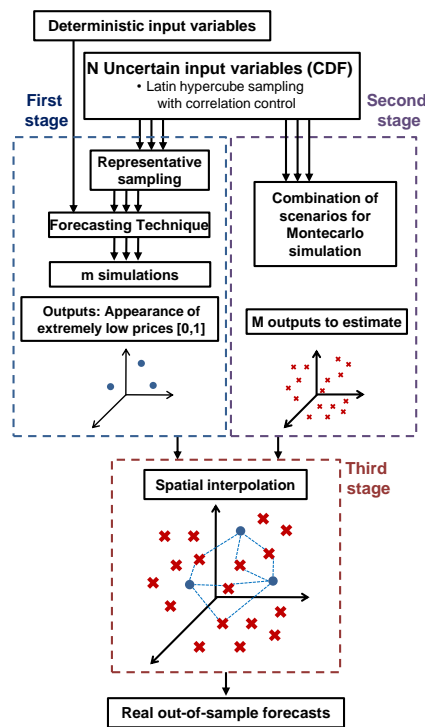 Deterministic input variables
N Uncertain input variables (CDF)
• Latin hypercube sampling
with correlation control
First
stage
Second
stage
Representative
sampling
Forecasting Technique
m simulations
Outputs: Appearance of
extremely low prices [0,1]
Combination of
scenarios for
Montecarlo
simulation
M outputs to estimate
Third
stage
Spatial interpolation
Real out-of-sample forecasts